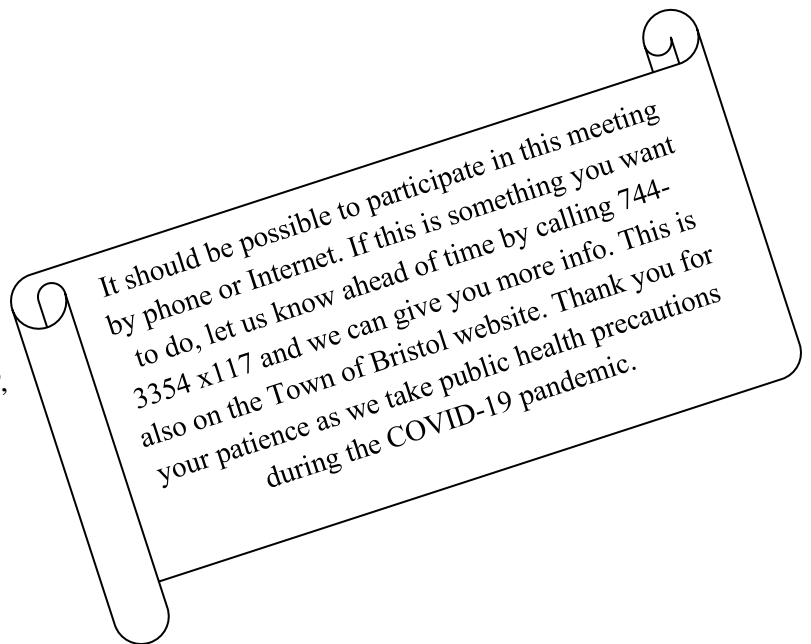 It should be possible to participate in this meeting
by phone or Internet. If this is something you want
to do, let us know ahead of time by calling 744-
3354 x117 and we can give you more info. This is
also on the Town of Bristol website. Thank you for
your patience as we take public health precautions
during the COVID-19 pandemic.